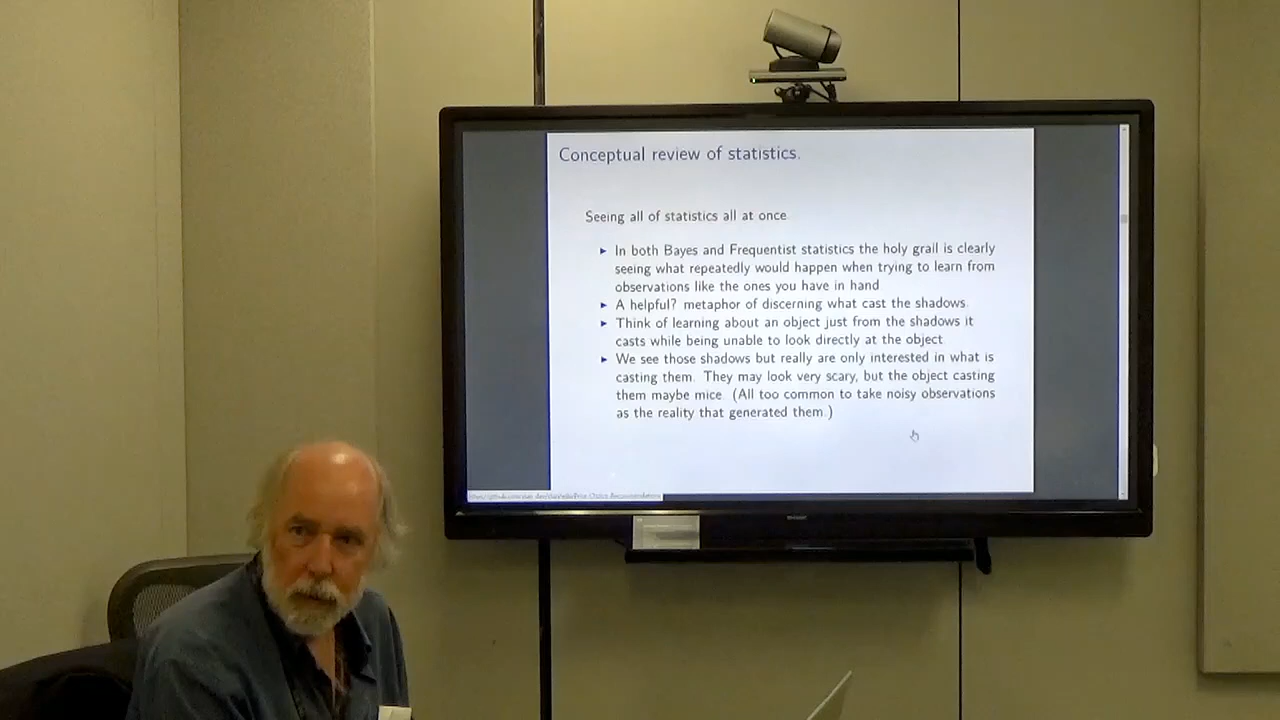 Conceptual review of statistics.
Seeing all of statistics all at once
► In both Bayes and Frequentist statistics the holy grail is clearly
seeing what repeatedly would happen when trying to learn from
observations like the ones you have in hand
► A helpful? metaphor of discerning what cast the shadows.
► Think of learning about an object just from the shadows it
casts while being unable to look directly at the object
► We see those shadows but really are only interested in what is
casting them. They may look very scary, but the object casting
them maybe mice. (All too common to take noisy observations
as the reality that generated them.)